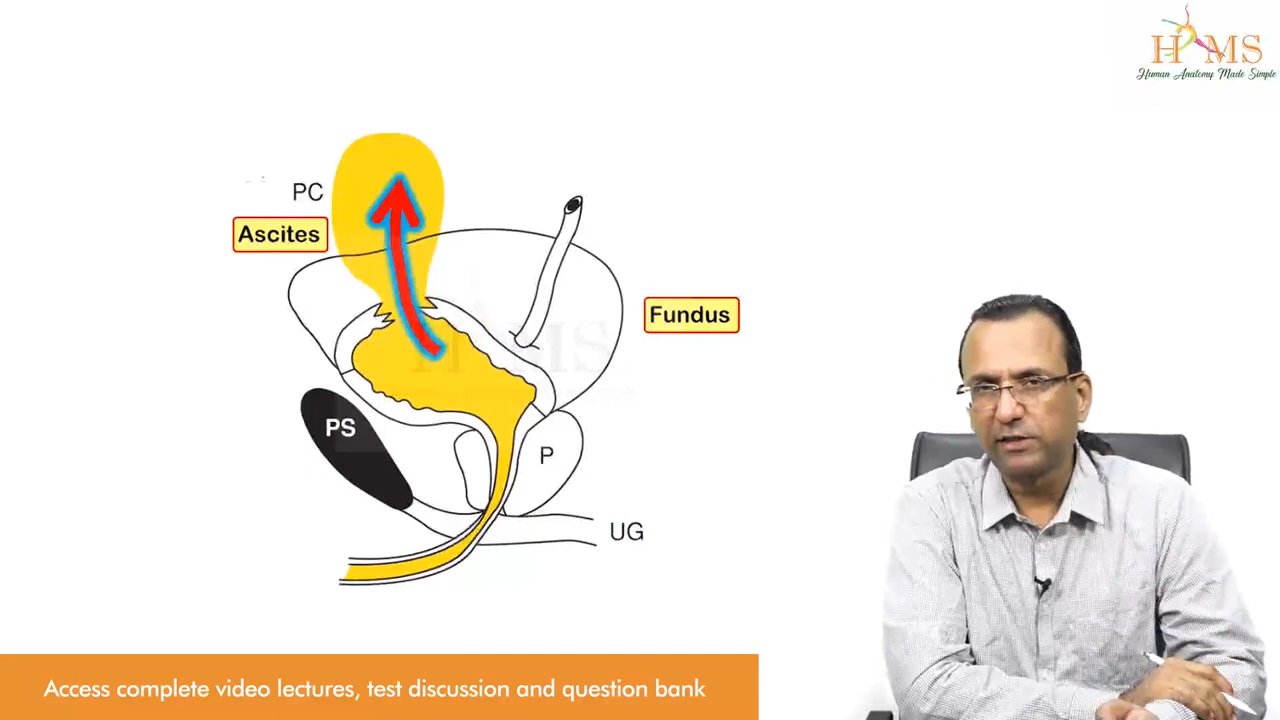 HAMS
Human Anatomy Made Simple
PC
Ascites
Fundus
HAMS
PS
P
UG
Access complete video lectures, test discussion and question bank